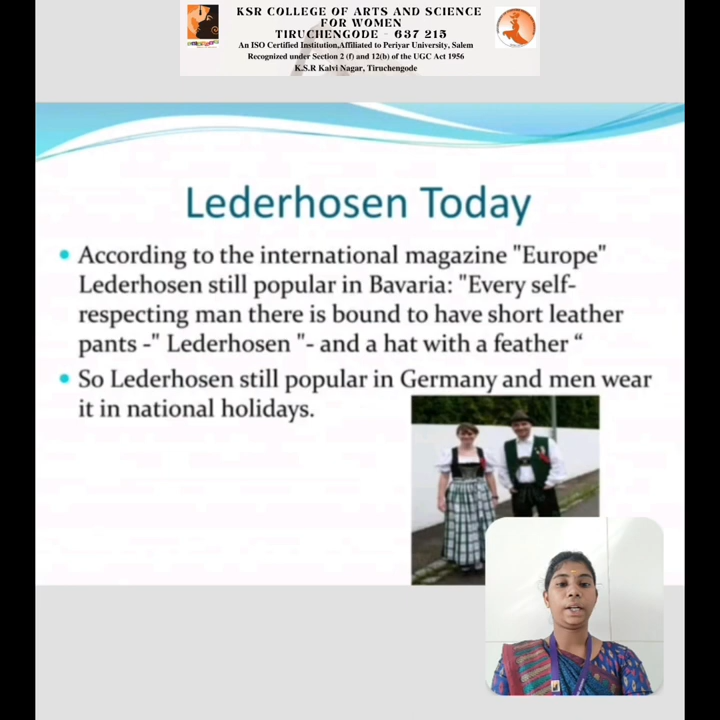 KSR COLLEGE OF ARTS AND SCIENCE
FOR WOMEN
TIRUCHENGODE - 637 215
An ISO Certified Institution,Affiliated to Periyar University, Salem
Recognized under Section 2 (f) and 12(b) of the UGC Act 1956
K.S.R Kalvi Nagar, Tiruchengode
Lederhosen Today
• According to the international magazine "Europe"
Lederhosen still popular in Bavaria: "Every self-
respecting man there is bound to have short leather
pants -" Lederhosen "- and a hat with a feather “
• So Lederhosen still popular in Germany and men wear
it in national holidays.